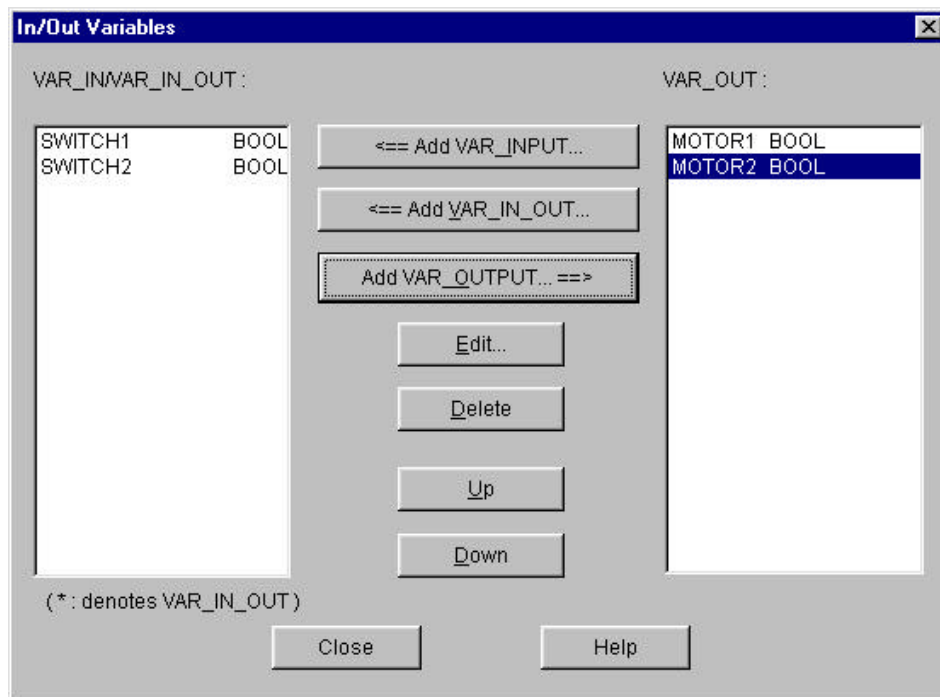 In/Out Variables
VAR_IN/VAR_IN_OUT :
VAR_OUT :
SWITCH1 BOOL
SWITCH2 BOOL
<== Add VAR_INPUT...
<== Add VAR_IN_OUT...
Add VAR_OUTPUT... ==>
Edit...
Delete
Up
Down
MOTOR1 BOOL
MOTOR2 BOOL
( * : denotes VAR_IN_OUT )
Close
Help